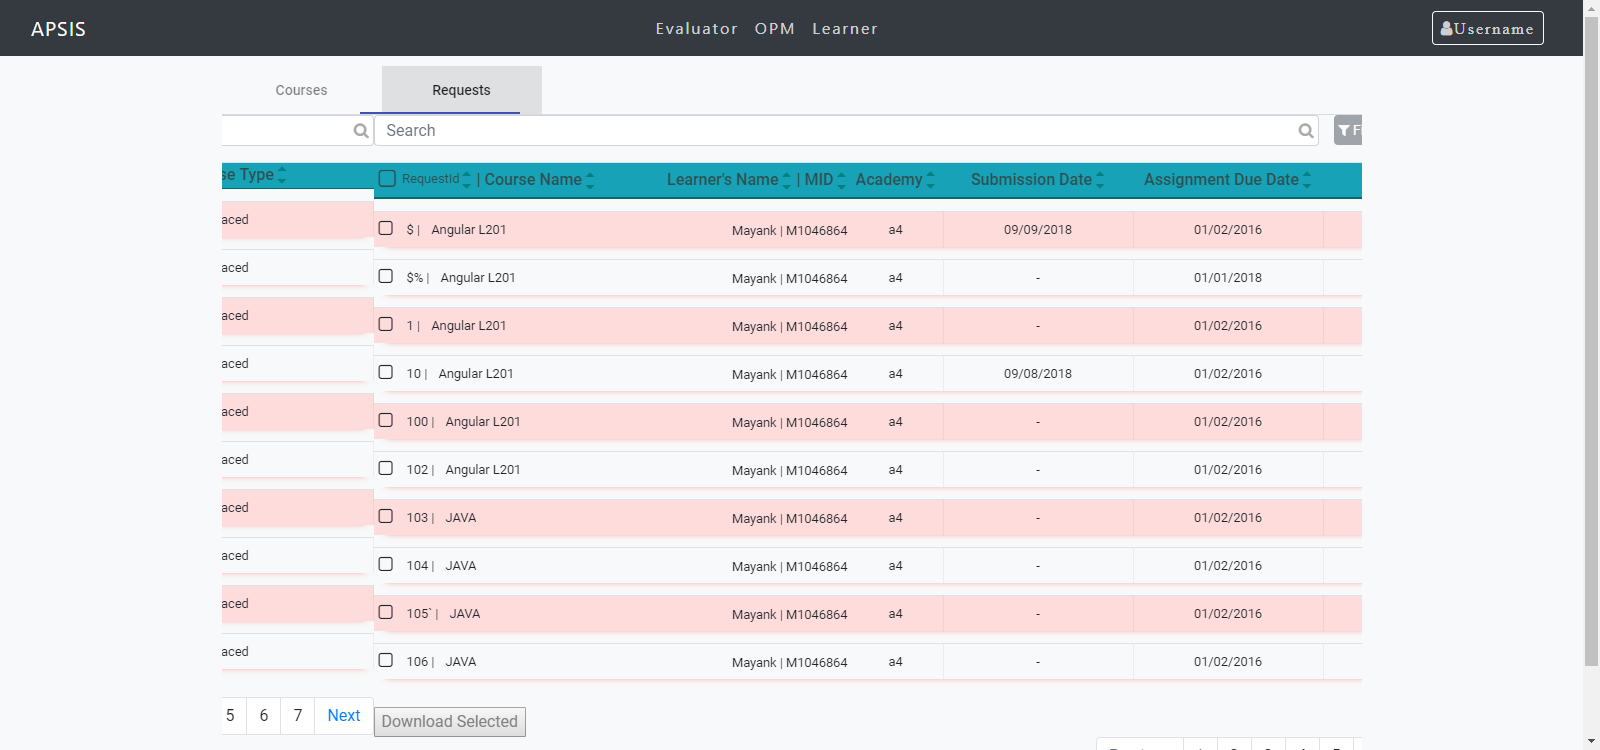 APSIS Evaluator OPM Learner Username
Courses Requests
Search
se Type RequestId | Course Name Learner's Name | MID Academy Submission Date Assignment Due Date
aced $ | Angular L201 Mayank | M1046864 a4 09/09/2018 01/02/2016
aced $% | Angular L201 Mayank | M1046864 a4 - 01/01/2018
aced 1 | Angular L201 Mayank | M1046864 a4 - 01/02/2016
aced 10 | Angular L201 Mayank | M1046864 a4 09/08/2018 01/02/2016
aced 100 | Angular L201 Mayank | M1046864 a4 - 01/02/2016
aced 102 | Angular L201 Mayank | M1046864 a4 - 01/02/2016
aced 103 | JAVA Mayank | M1046864 a4 - 01/02/2016
aced 104 | JAVA Mayank | M1046864 a4 - 01/02/2016
aced 105` | JAVA Mayank | M1046864 a4 - 01/02/2016
aced 106 | JAVA Mayank | M1046864 a4 - 01/02/2016
5 6 7 Next Download Selected